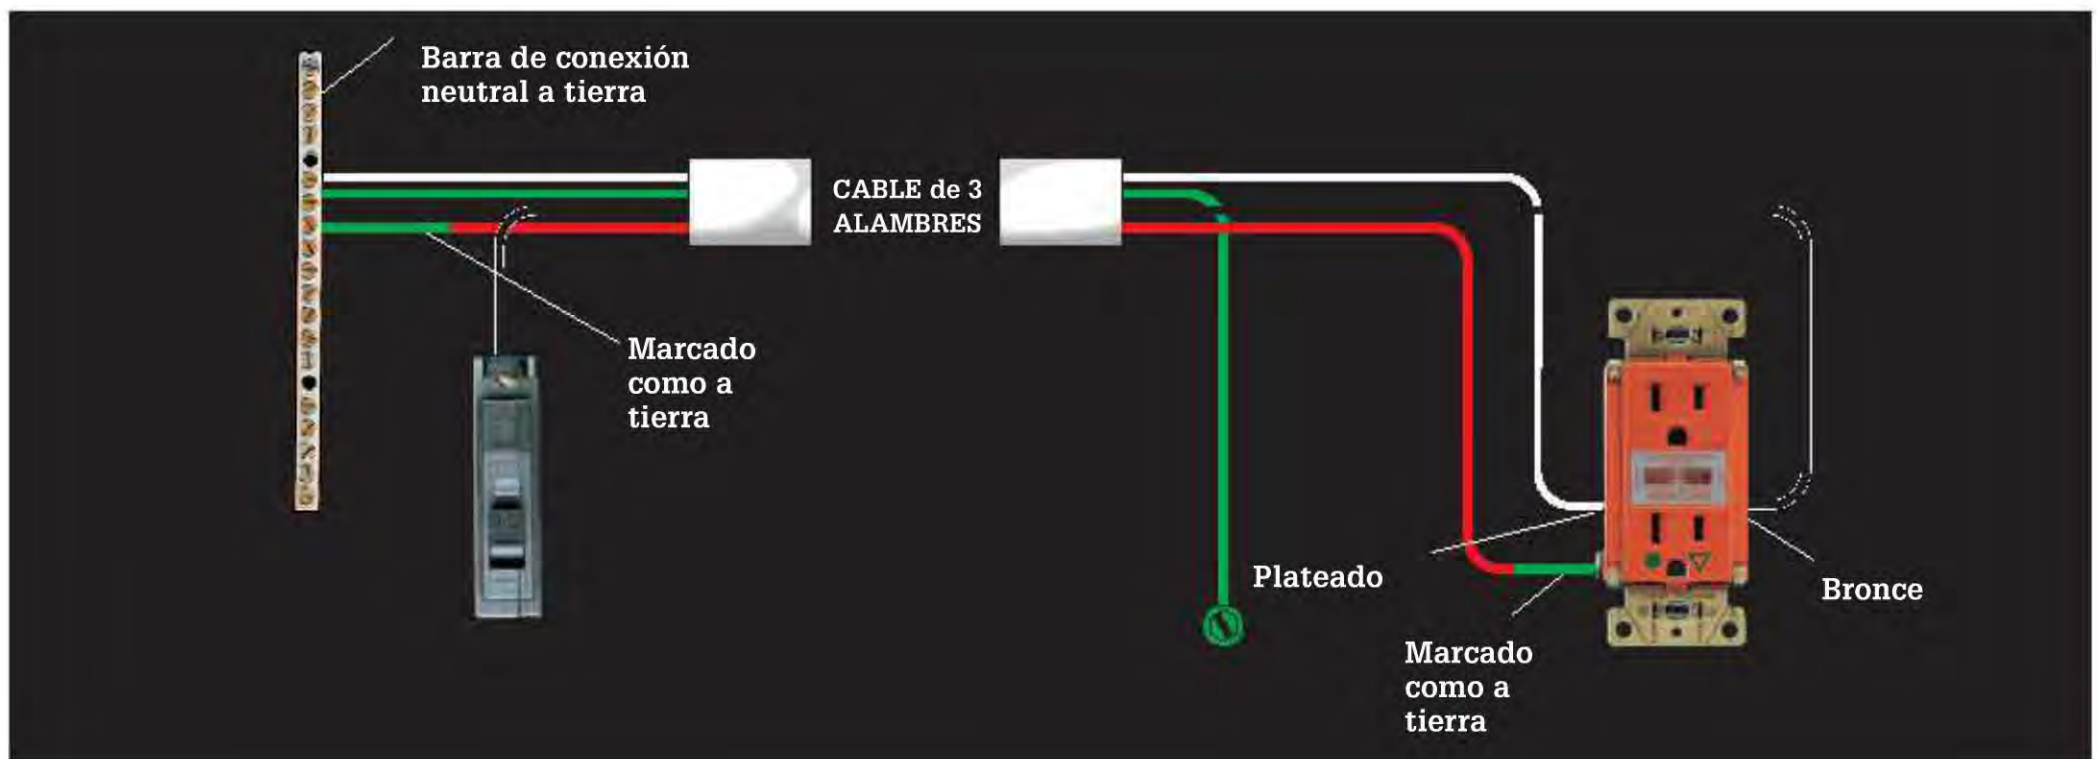 Barra de conexión
neutral a tierra
CABLE de 3
ALAMBRES
Marcado
como a
tierra
Plateado
Bronce
Marcado
como a
tierra